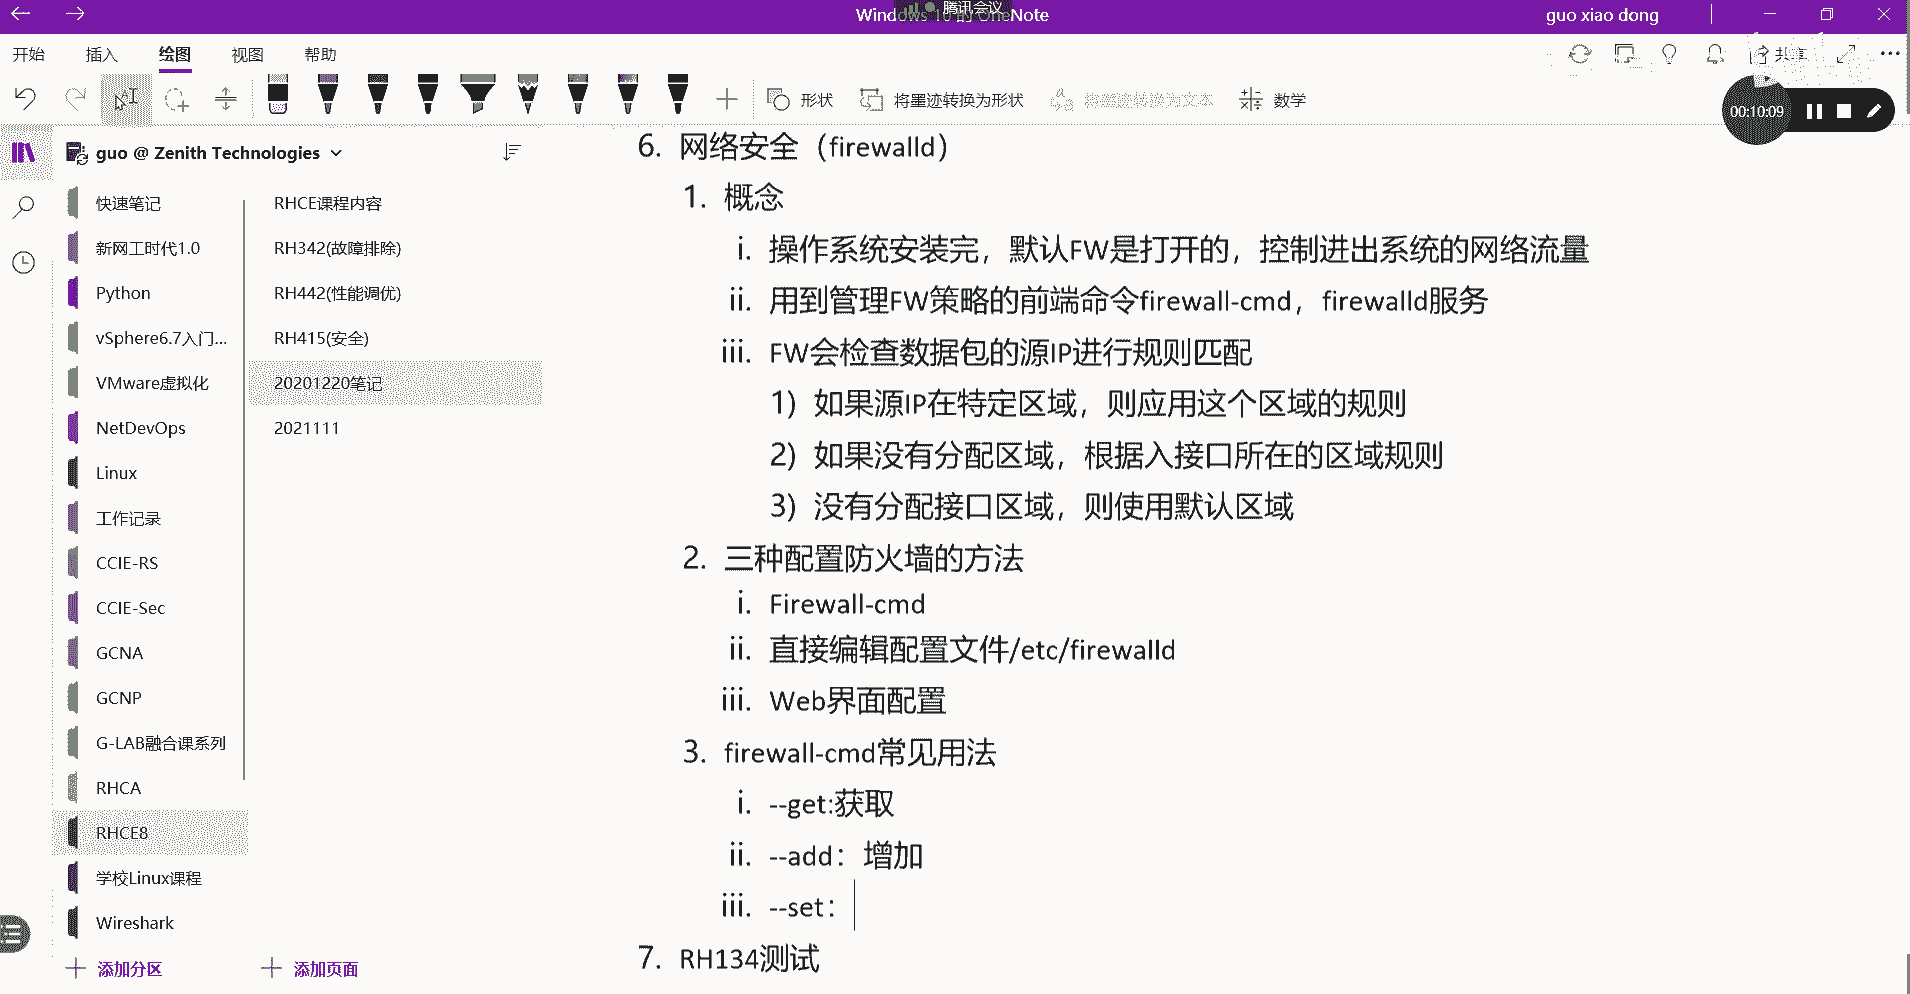 腾讯会议
guo xiao dong
开始 插入 绘图 视图 帮助 共享
形状 将墨迹转换为形状 将墨迹转换为文本 数学
00:10:09
guo @ Zenith Technologies
快速笔记
新网工时代1.0
Python
vSphere6.7入门...
VMware虚拟化
NetDevOps
Linux
工作记录
CCIE-RS
CCIE-Sec
GCNA
GCNP
G-LAB融合课系列
RHCA
RHCE8
学校Linux课程
Wireshark
添加分区
RHCE课程内容
RH342(故障排除)
RH442(性能调优)
RH415(安全)
20201220笔记
2021111
添加页面
6. 网络安全（firewalld）
1. 概念
i. 操作系统安装完，默认FW是打开的，控制进出系统的网络流量
ii. 用到管理FW策略的前端命令firewall-cmd，firewalld服务
iii. FW会检查数据包的源IP进行规则匹配
1) 如果源IP在特定区域，则应用这个区域的规则
2) 如果没有分配区域，根据入接口所在的区域规则
3) 没有分配接口区域，则使用默认区域
2. 三种配置防火墙的方法
i. Firewall-cmd
ii. 直接编辑配置文件/etc/firewalld
iii. Web界面配置
3. firewall-cmd常见用法
i. --get:获取
ii. --add：增加
iii. --set：
7. RH134测试